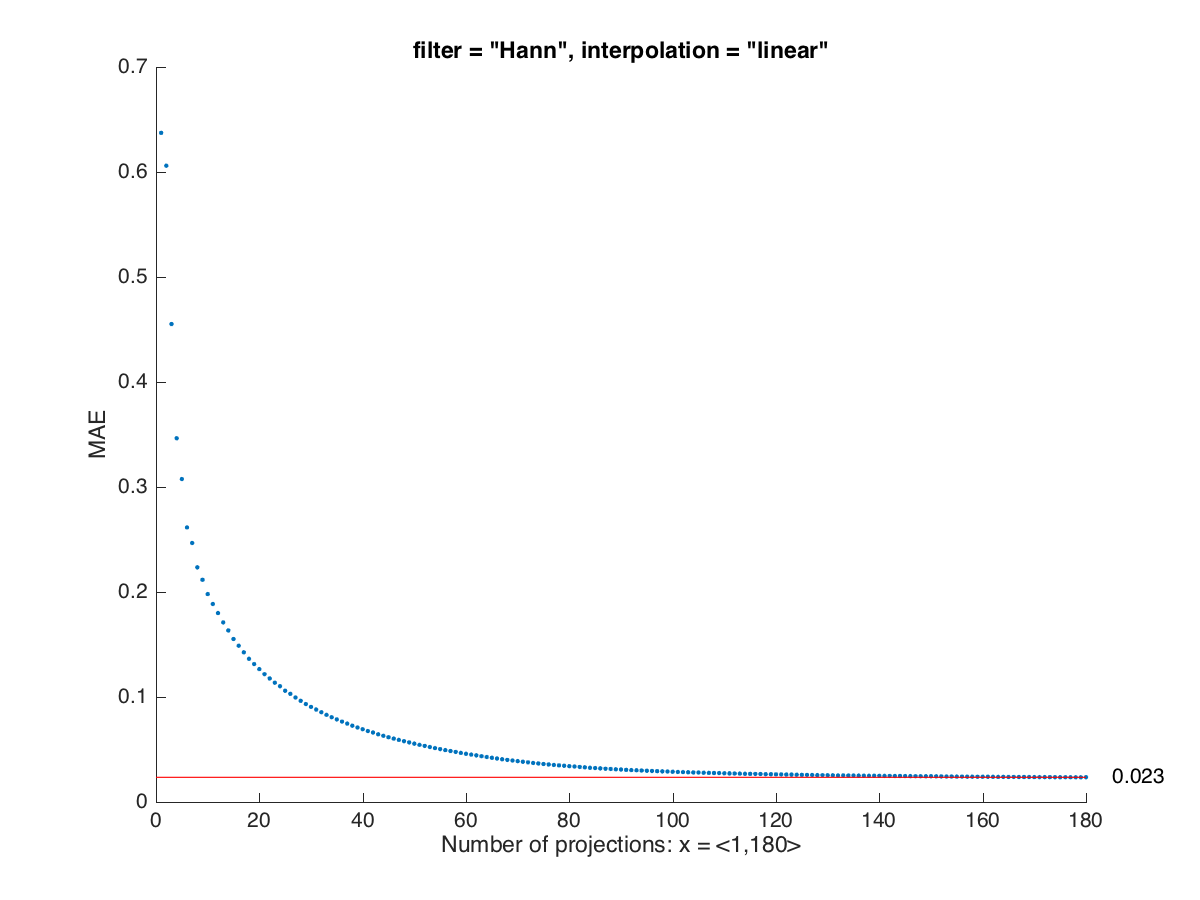 filter = "Hann", interpolation = "linear"
0.7
0.6
0.5
0.4
0.3
0.2
0.1
0
MAE
0.023
0 20 40 60 80 100 120 140 160 180
Number of projections: x = <1,180>